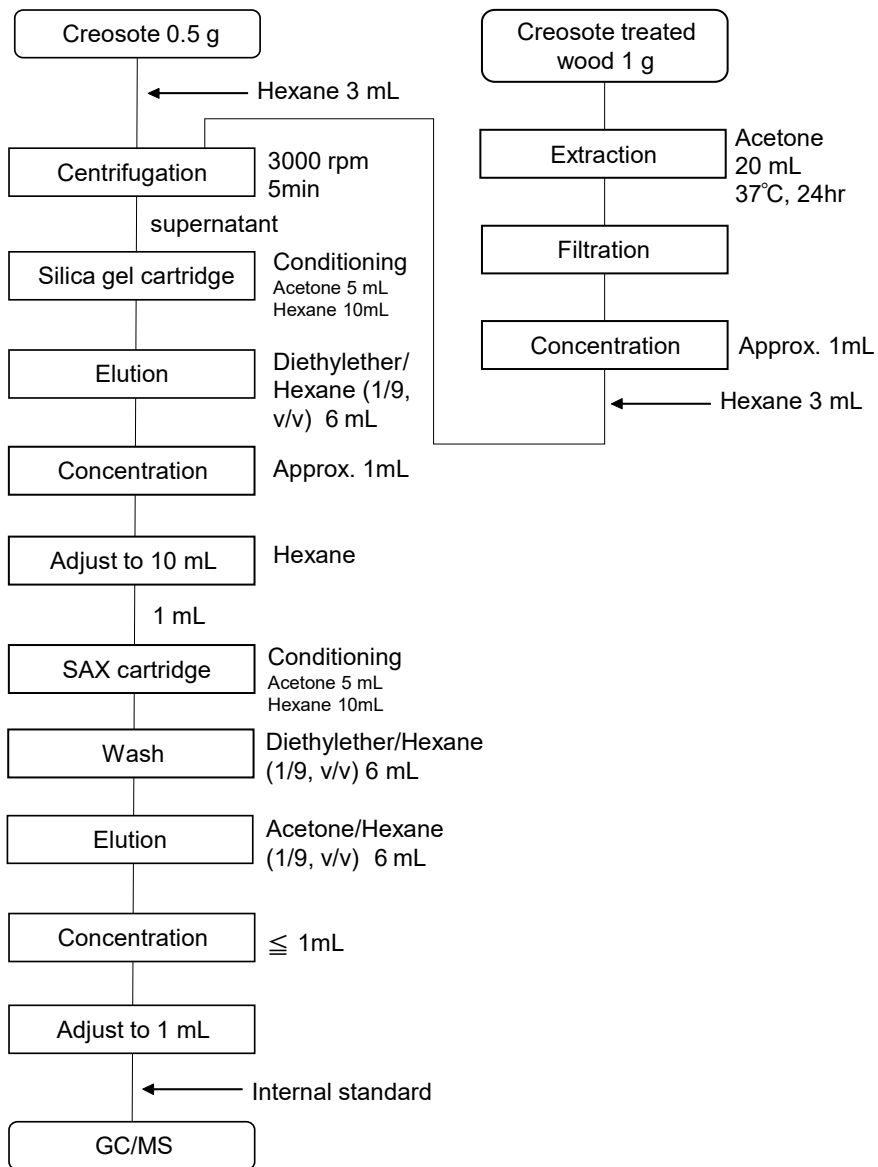 Creosote 0.5 g
Hexane 3 mL
Centrifugation
3000 rpm
5min
supernatant
Silica gel cartridge
Conditioning
Acetone 5 mL
Hexane 10mL
Elution
Diethylether/
Hexane (1/9,
v/v) 6 mL
Concentration
Approx. 1mL
Adjust to 10 mL
Hexane
1 mL
SAX cartridge
Conditioning
Acetone 5 mL
Hexane 10mL
Wash
Diethylether/Hexane
(1/9, v/v) 6 mL
Elution
Acetone/Hexane
(1/9, v/v) 6 mL
Concentration
≦ 1mL
Adjust to 1 mL
Internal standard
GC/MS
Creosote treated
wood 1 g
Extraction
Acetone
20 mL
37℃, 24hr
Filtration
Concentration
Approx. 1mL
Hexane 3 mL